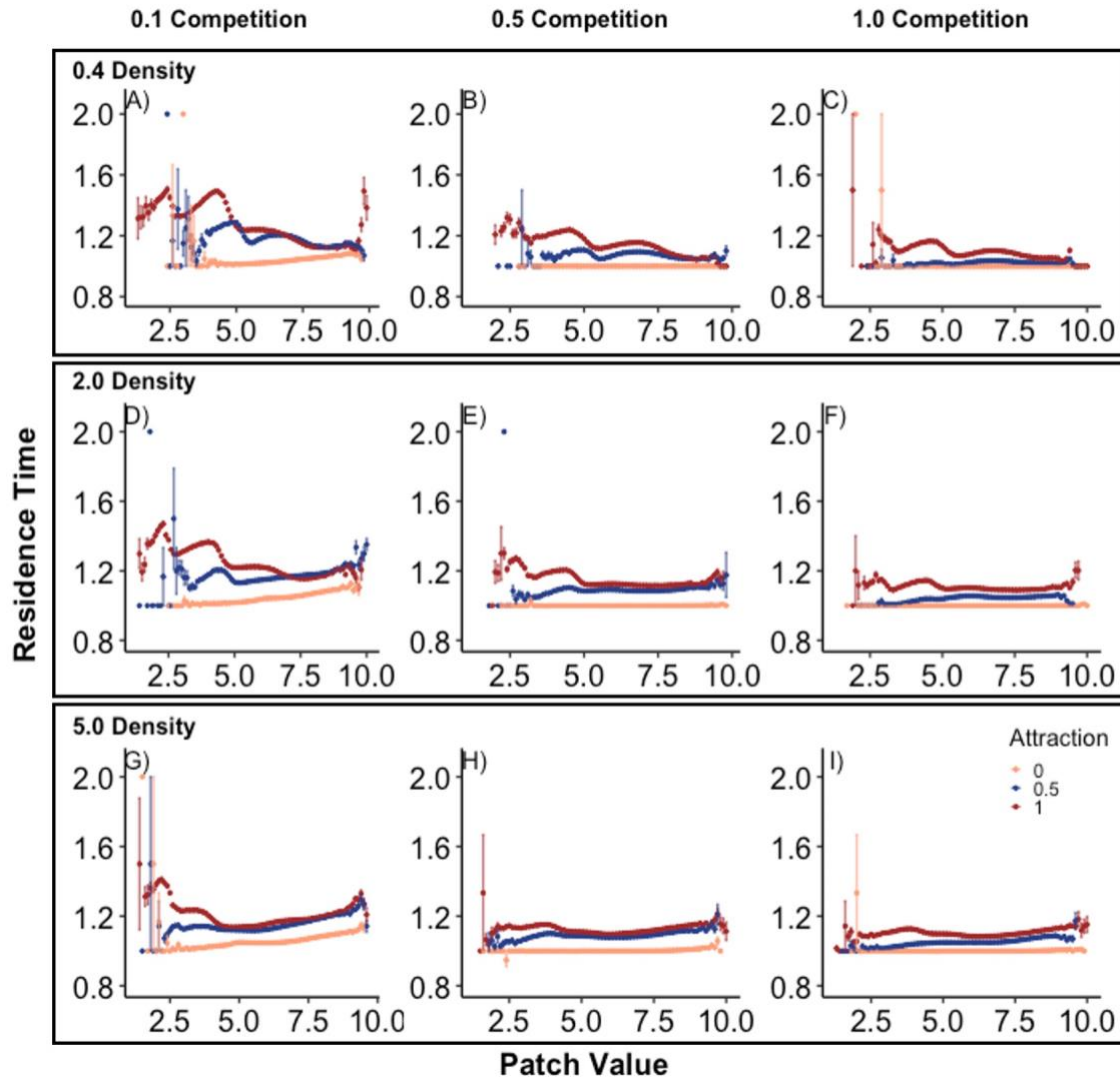 0.1 Competition 0.5 Competition 1.0 Competition
0.4 Density
A) B) C)
2.0 2.0 2.0
1.6 1.6 1.6
1.2 1.2 1.2
0.8 0.8 0.8
2.5 5.0 7.5 10.0 2.5 5.0 7.5 10.0 2.5 5.0 7.5 10.0
2.0 Density
D) E) F)
2.0 2.0 2.0
1.6 1.6 1.6
1.2 1.2 1.2
0.8 0.8 0.8
2.5 5.0 7.5 10.0 2.5 5.0 7.5 10.0 2.5 5.0 7.5 10.0
Residence Time
5.0 Density
G) H) I)
Attraction
0
0.5
1
2.0 2.0 2.0
1.6 1.6 1.6
1.2 1.2 1.2
0.8 0.8 0.8
2.5 5.0 7.5 10.0 2.5 5.0 7.5 10.0 2.5 5.0 7.5 10.0
Patch Value